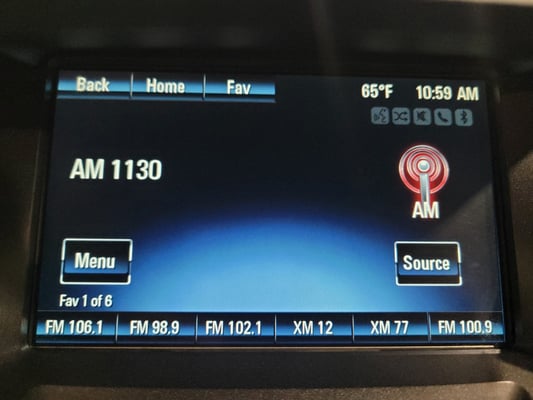 Back Home Fav 65°F 10:59 AM
AM 1130
AM
Menu Source
Fav 1 of 6
FM 106.1 FM 98.9 FM 102.1 XM 12 XM 77 FM 100.9